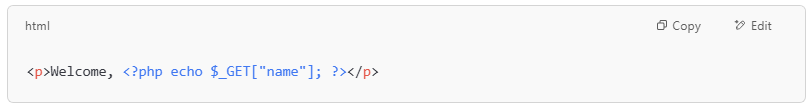 html Copy Edit
<p>Welcome, <?php echo $_GET["name"]; ?></p>